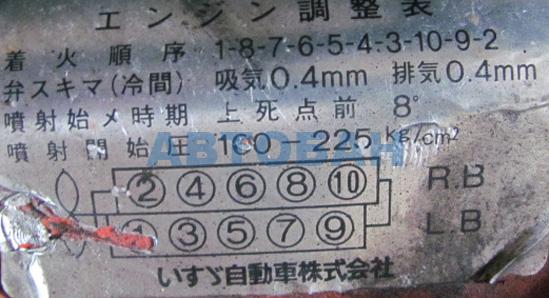 エンジン調整表
着火順序 1-8-7-6-5-4-3-10-9-2
弁スキマ(冷間) 吸気0.4mm 排気0.4mm
噴射始メ時期 上死点前 8°
噴射開始圧 180-225 kg/cm²
АВТОВАН
② ④ ⑥ ⑧ ⑩ R.B
① ③ ⑤ ⑦ ⑨ L B
いすゞ自動車株式会社